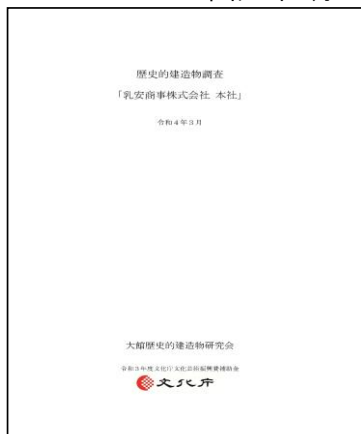 歴史的建造物調査
「乳安商事株式会社 本社」
令和4年3月
大館歴史的建造物研究会
令和3年度文化庁文化芸術振興費補助金
文化庁